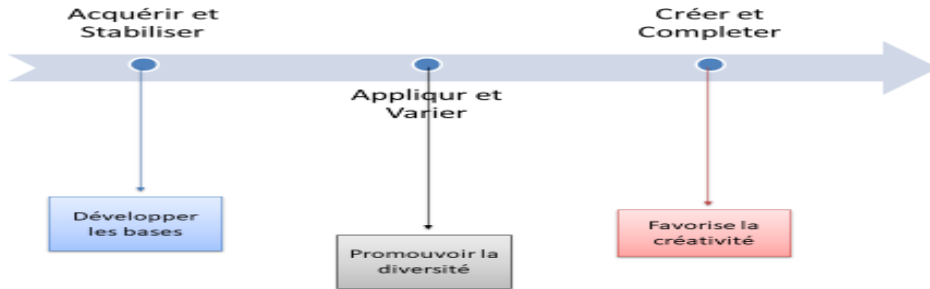 Acquérir et
Stabiliser
Créer et
Completer
Appliqur et
Varier
Développer
les bases
Promouvoir la
diversité
Favorise la
créativité